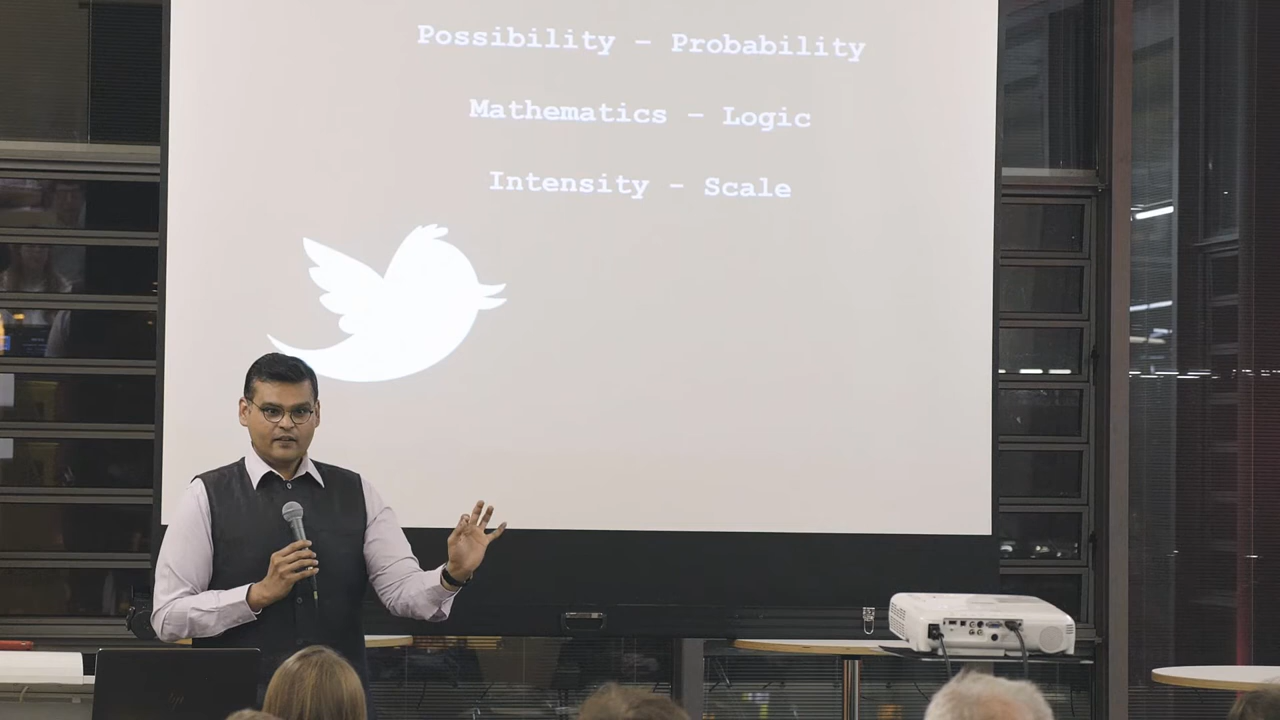 Possibility – Probability
Mathematics – Logic
Intensity - Scale